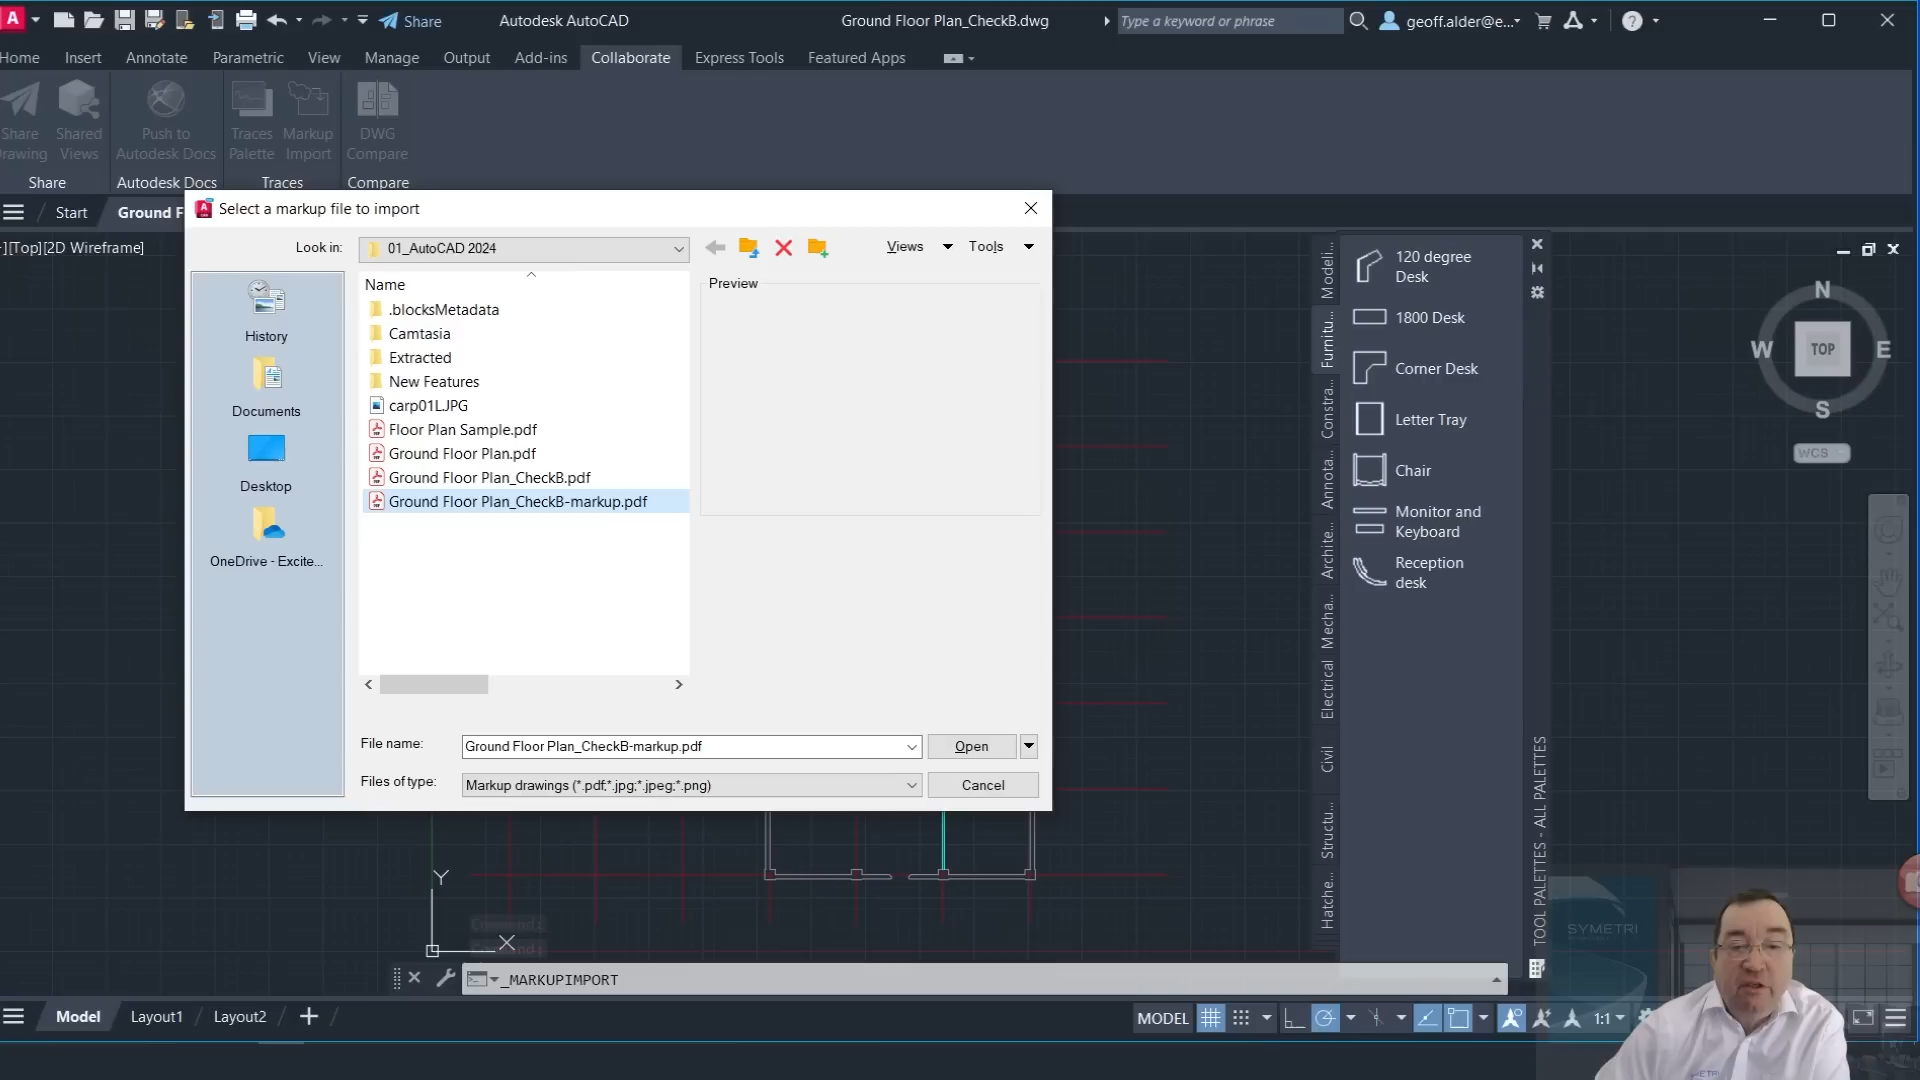 A
Share
Autodesk AutoCAD
Ground Floor Plan_CheckB.dwg
Type a keyword or phrase
geoff.alder@e...
Home
Insert
Annotate
Parametric
View
Manage
Output
Add-ins
Collaborate
Express Tools
Featured Apps
Share
rawing
Shared
Views
Push to
Autodesk Docs
Traces
Palette
Markup
Import
DWG
Compare
Share
Autodesk Docs
Traces
Compare
Start
Ground F
-][Top][2D Wireframe]
Select a markup file to import
Look in:
01_AutoCAD 2024
Views
Tools
History
Documents
Desktop
OneDrive - Excite...
Name
.blocksMetadata
Camtasia
Extracted
New Features
carp01L.JPG
Floor Plan Sample.pdf
Ground Floor Plan.pdf
Ground Floor Plan_CheckB.pdf
Ground Floor Plan_CheckB-markup.pdf
Preview
File name:
Ground Floor Plan_CheckB-markup.pdf
Open
Files of type:
Markup drawings (*.pdf;*.jpg;*.jpeg;*.png)
Cancel
Modeli...
Furnitu...
Constra...
Annota...
Archite...
Mecha...
Electrical
Civil
Structu...
Hatche...
120 degree
Desk
1800 Desk
Corner Desk
Letter Tray
Chair
Monitor and
Keyboard
Reception
desk
TOOL PALETTES - ALL PALETTES
N
W
TOP
E
S
WCS
Y
X
Command:
Command:
_MARKUPIMPORT
Model
Layout1
Layout2
MODEL
1:1
SYMETRI